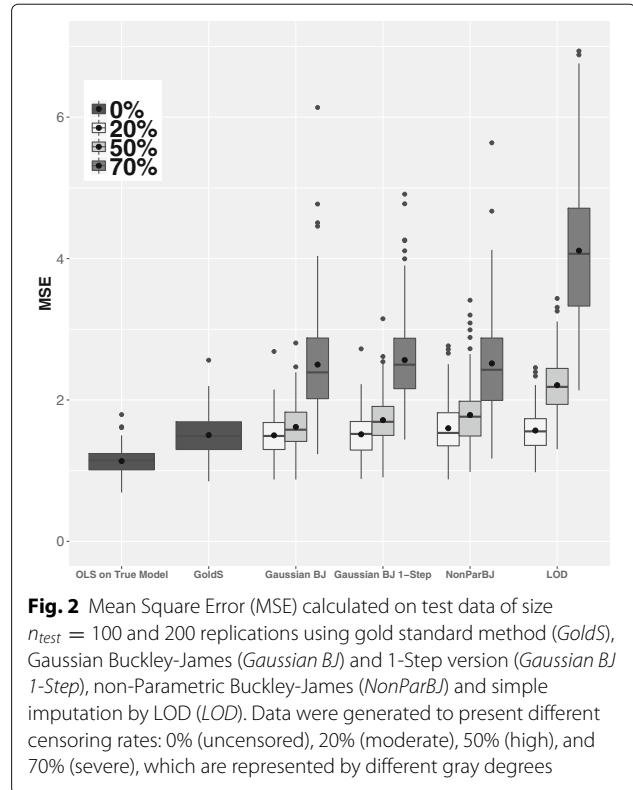 6
4
2
0
MSE
0%
20%
50%
70%
OLS on True Model GoldS Gaussian BJ Gaussian BJ 1-Step NonParBJ LOD
Fig. 2 Mean Square Error (MSE) calculated on test data of size
n_test = 100 and 200 replications using gold standard method (GoldS),
Gaussian Buckley-James (Gaussian BJ) and 1-Step version (Gaussian BJ
1-Step), non-Parametric Buckley-James (NonParBJ) and simple
imputation by LOD (LOD). Data were generated to present different
censoring rates: 0% (uncensored), 20% (moderate), 50% (high), and
70% (severe), which are represented by different gray degrees